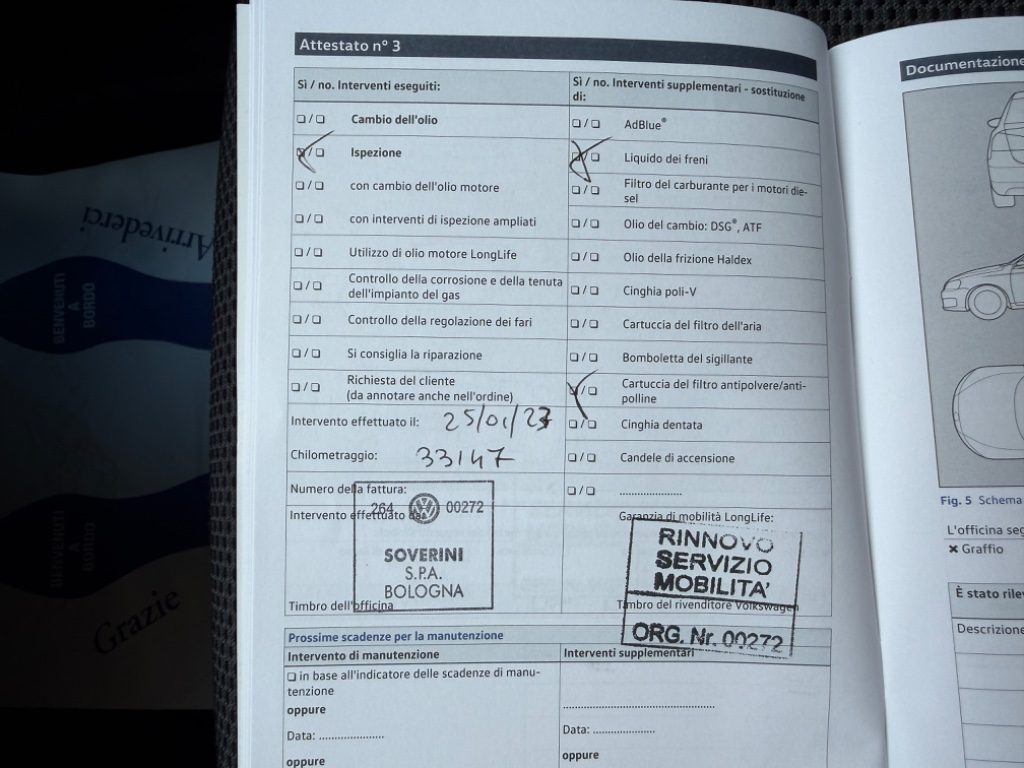 Attestato n° 3
Sì / no. Interventi eseguiti:
❏ / ❏ Cambio dell'olio
❏ / ❏ Ispezione
❏ / ❏ con cambio dell'olio motore
❏ / ❏ con interventi di ispezione ampliati
❏ / ❏ Utilizzo di olio motore LongLife
❏ / ❏ Controllo della corrosione e della tenuta
dell'impianto del gas
❏ / ❏ Controllo della regolazione dei fari
❏ / ❏ Si consiglia la riparazione
❏ / ❏ Richiesta del cliente
(da annotare anche nell'ordine)
Intervento effettuato il: 25/01/23
Chilometraggio: 33147
Numero della fattura:
Intervento effettuato da:
264 VW 00272
SOVERINI
S.P.A.
BOLOGNA
Timbro dell'officina
Sì / no. Interventi supplementari - sostituzione
di:
❏ / ❏ AdBlue®
❏ / ❏ Liquido dei freni
❏ / ❏ Filtro del carburante per i motori die-
sel
❏ / ❏ Olio del cambio: DSG®, ATF
❏ / ❏ Olio della frizione Haldex
❏ / ❏ Cinghia poli-V
❏ / ❏ Cartuccia del filtro dell'aria
❏ / ❏ Bomboletta del sigillante
❏ / ❏ Cartuccia del filtro antipolvere/anti-
polline
❏ / ❏ Cinghia dentata
❏ / ❏ Candele di accensione
❏ / ❏ .....................
Garanzia di mobilità LongLife:
RINNOVO
SERVIZIO
MOBILITA'
Timbro del rivenditore Volkswagen
ORG. Nr. 00272
Prossime scadenze per la manutenzione
Intervento di manutenzione
❏ in base all'indicatore delle scadenze di manu-
tenzione
oppure
Data: .....................
oppure
Interventi supplementari
Data: .....................
oppure
Documentazione
Fig. 5 Schema
L'officina seg
✖ Graffio
È stato rilev
Descrizione
Arrivederci
BENVENUTI
A
BORDO
BENVENUTI
A
BORDO
Grazie